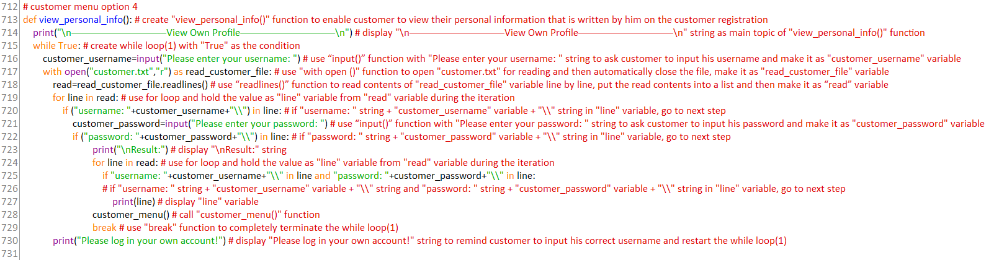 712 # customer menu option 4
713 def view_personal_info(): # create "view_personal_info()" function to enable customer to view their personal information that is written by him on the customer registration
714 print("\n———————————View Own Profile———————————\n") # display "\n———————————View Own Profile———————————\n" string as main topic of "view_personal_info()" function
715 while True: # create while loop(1) with "True" as the condition
716 customer_username=input("Please enter your username: ") # use “input()” function with "Please enter your username: " string to ask customer to input his username and make it as "customer_username" variable
717 with open("customer.txt","r") as read_customer_file: # use "with open ()" function to open "customer.txt" for reading and then automatically close the file, make it as "read_customer_file" variable
718 read=read_customer_file.readlines() # use “readlines()” function to read contents of "read_customer_file" variable line by line, put the read contents into a list and then make it as “read” variable
719 for line in read: # use for loop and hold the value as "line" variable from "read" variable during the iteration
720 if ("username: "+customer_username+"\\") in line: # if "username: " string + "customer_username" variable + "\\" string in "line" variable, go to next step
721 customer_password=input("Please enter your password: ") # use “input()” function with "Please enter your password: " string to ask customer to input his password and make it as "customer_password" variable
722 if ("password: "+customer_password+"\\") in line: # if "password: " string + "customer_password" variable + "\\" string in "line" variable, go to next step
723 print("\nResult:") # display "\nResult:" string
724 for line in read: # use for loop and hold the value as "line" variable from "read" variable during the iteration
725 if "username: "+customer_username+"\\" in line and "password: "+customer_password+"\\" in line:
726 # if "username: " string + "customer_username" variable + "\\" string and "password: " string + "customer_password" variable + "\\" string in "line" variable, go to next step
727 print(line) # display "line" variable
728 customer_menu() # call "customer_menu()" function
729 break # use "break" function to completely terminate the while loop(1)
730 print("Please log in your own account!") # display "Please log in your own account!" string to remind customer to input his correct username and restart the while loop(1)
731